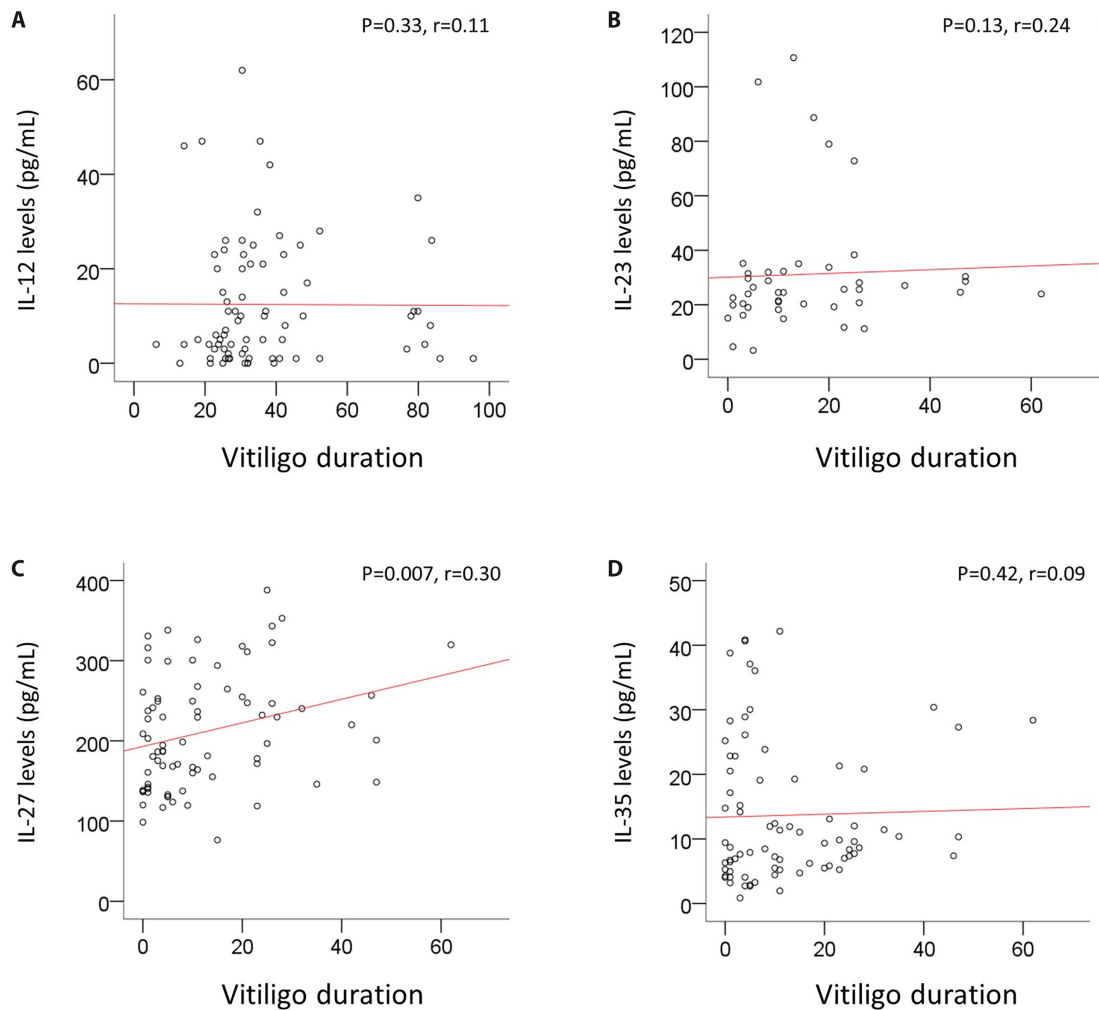 A
P=0.33, r=0.11
IL-12 levels (pg/mL)
60
40
20
0
0 20 40 60 80 100
Vitiligo duration
B
P=0.13, r=0.24
IL-23 levels (pg/mL)
120
100
80
60
40
20
0
0 20 40 60
Vitiligo duration
C
P=0.007, r=0.30
IL-27 levels (pg/mL)
400
300
200
100
0
0 20 40 60
Vitiligo duration
D
P=0.42, r=0.09
IL-35 levels (pg/mL)
50
40
30
20
10
0
0 20 40 60
Vitiligo duration